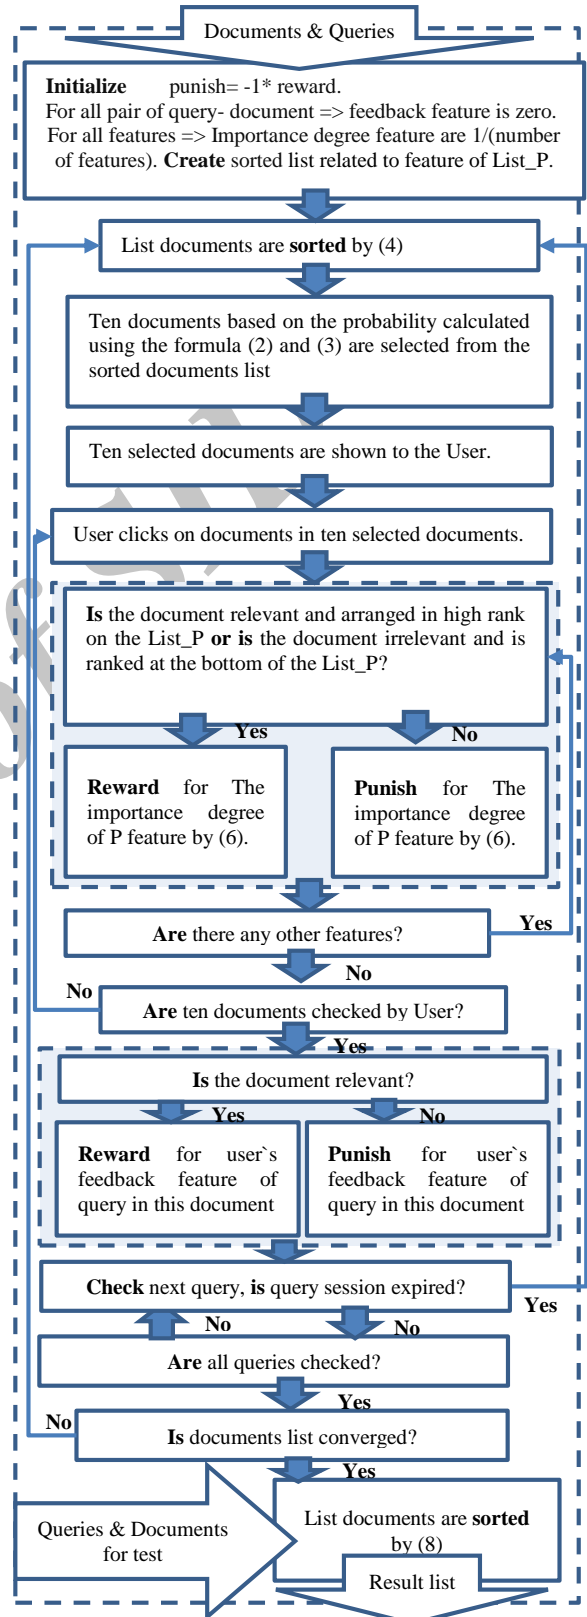 Documents & Queries
Initialize punish= -1* reward.
For all pair of query- document => feedback feature is zero.
For all features => Importance degree feature are 1/(number
of features). Create sorted list related to feature of List_P.
List documents are sorted by (4)
Ten documents based on the probability calculated
using the formula (2) and (3) are selected from the
sorted documents list
Ten selected documents are shown to the User.
User clicks on documents in ten selected documents.
Is the document relevant and arranged in high rank
on the List_P or is the document irrelevant and is
ranked at the bottom of the List_P?
Yes
No
Reward for The
importance degree
of P feature by (6).
Punish for The
importance degree
of P feature by (6).
Are there any other features?
Yes
No
No
Are ten documents checked by User?
Yes
Is the document relevant?
Yes
No
Reward for user`s
feedback feature of
query in this document
Punish for user`s
feedback feature of
query in this document
Check next query, is query session expired?
Yes
No
No
Are all queries checked?
Yes
No
Is documents list converged?
Yes
Queries & Documents
for test
List documents are sorted
by (8)
Result list